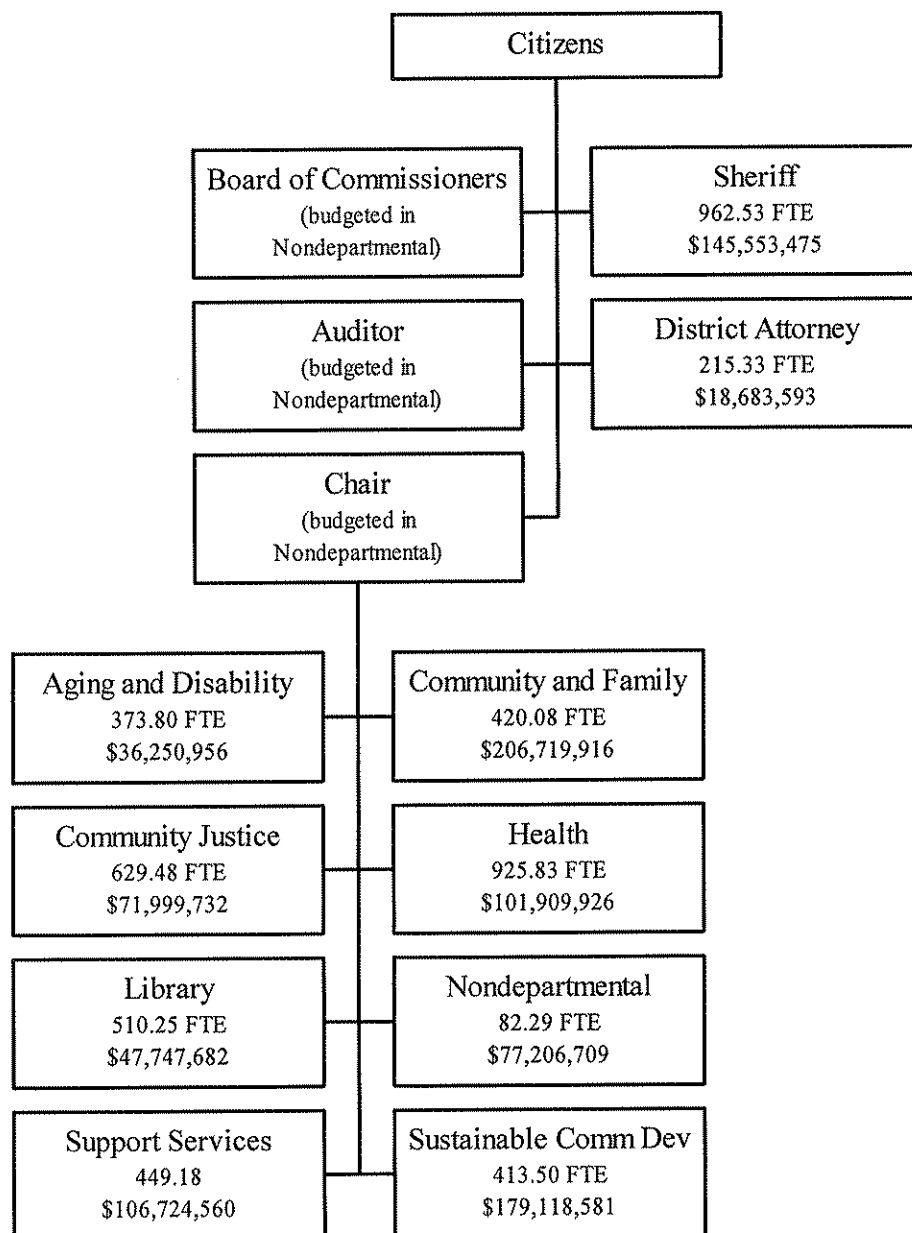 Citizens
Board of Commissioners
(budgeted in
Nondepartmental)
Sheriff
962.53 FTE
$145,553,475
Auditor
(budgeted in
Nondepartmental)
District Attorney
215.33 FTE
$18,683,593
Chair
(budgeted in
Nondepartmental)
Aging and Disability
373.80 FTE
$36,250,956
Community and Family
420.08 FTE
$206,719,916
Community Justice
629.48 FTE
$71,999,732
Health
925.83 FTE
$101,909,926
Library
510.25 FTE
$47,747,682
Nondepartmental
82.29 FTE
$77,206,709
Support Services
449.18
$106,724,560
Sustainable Comm Dev
413.50 FTE
$179,118,581